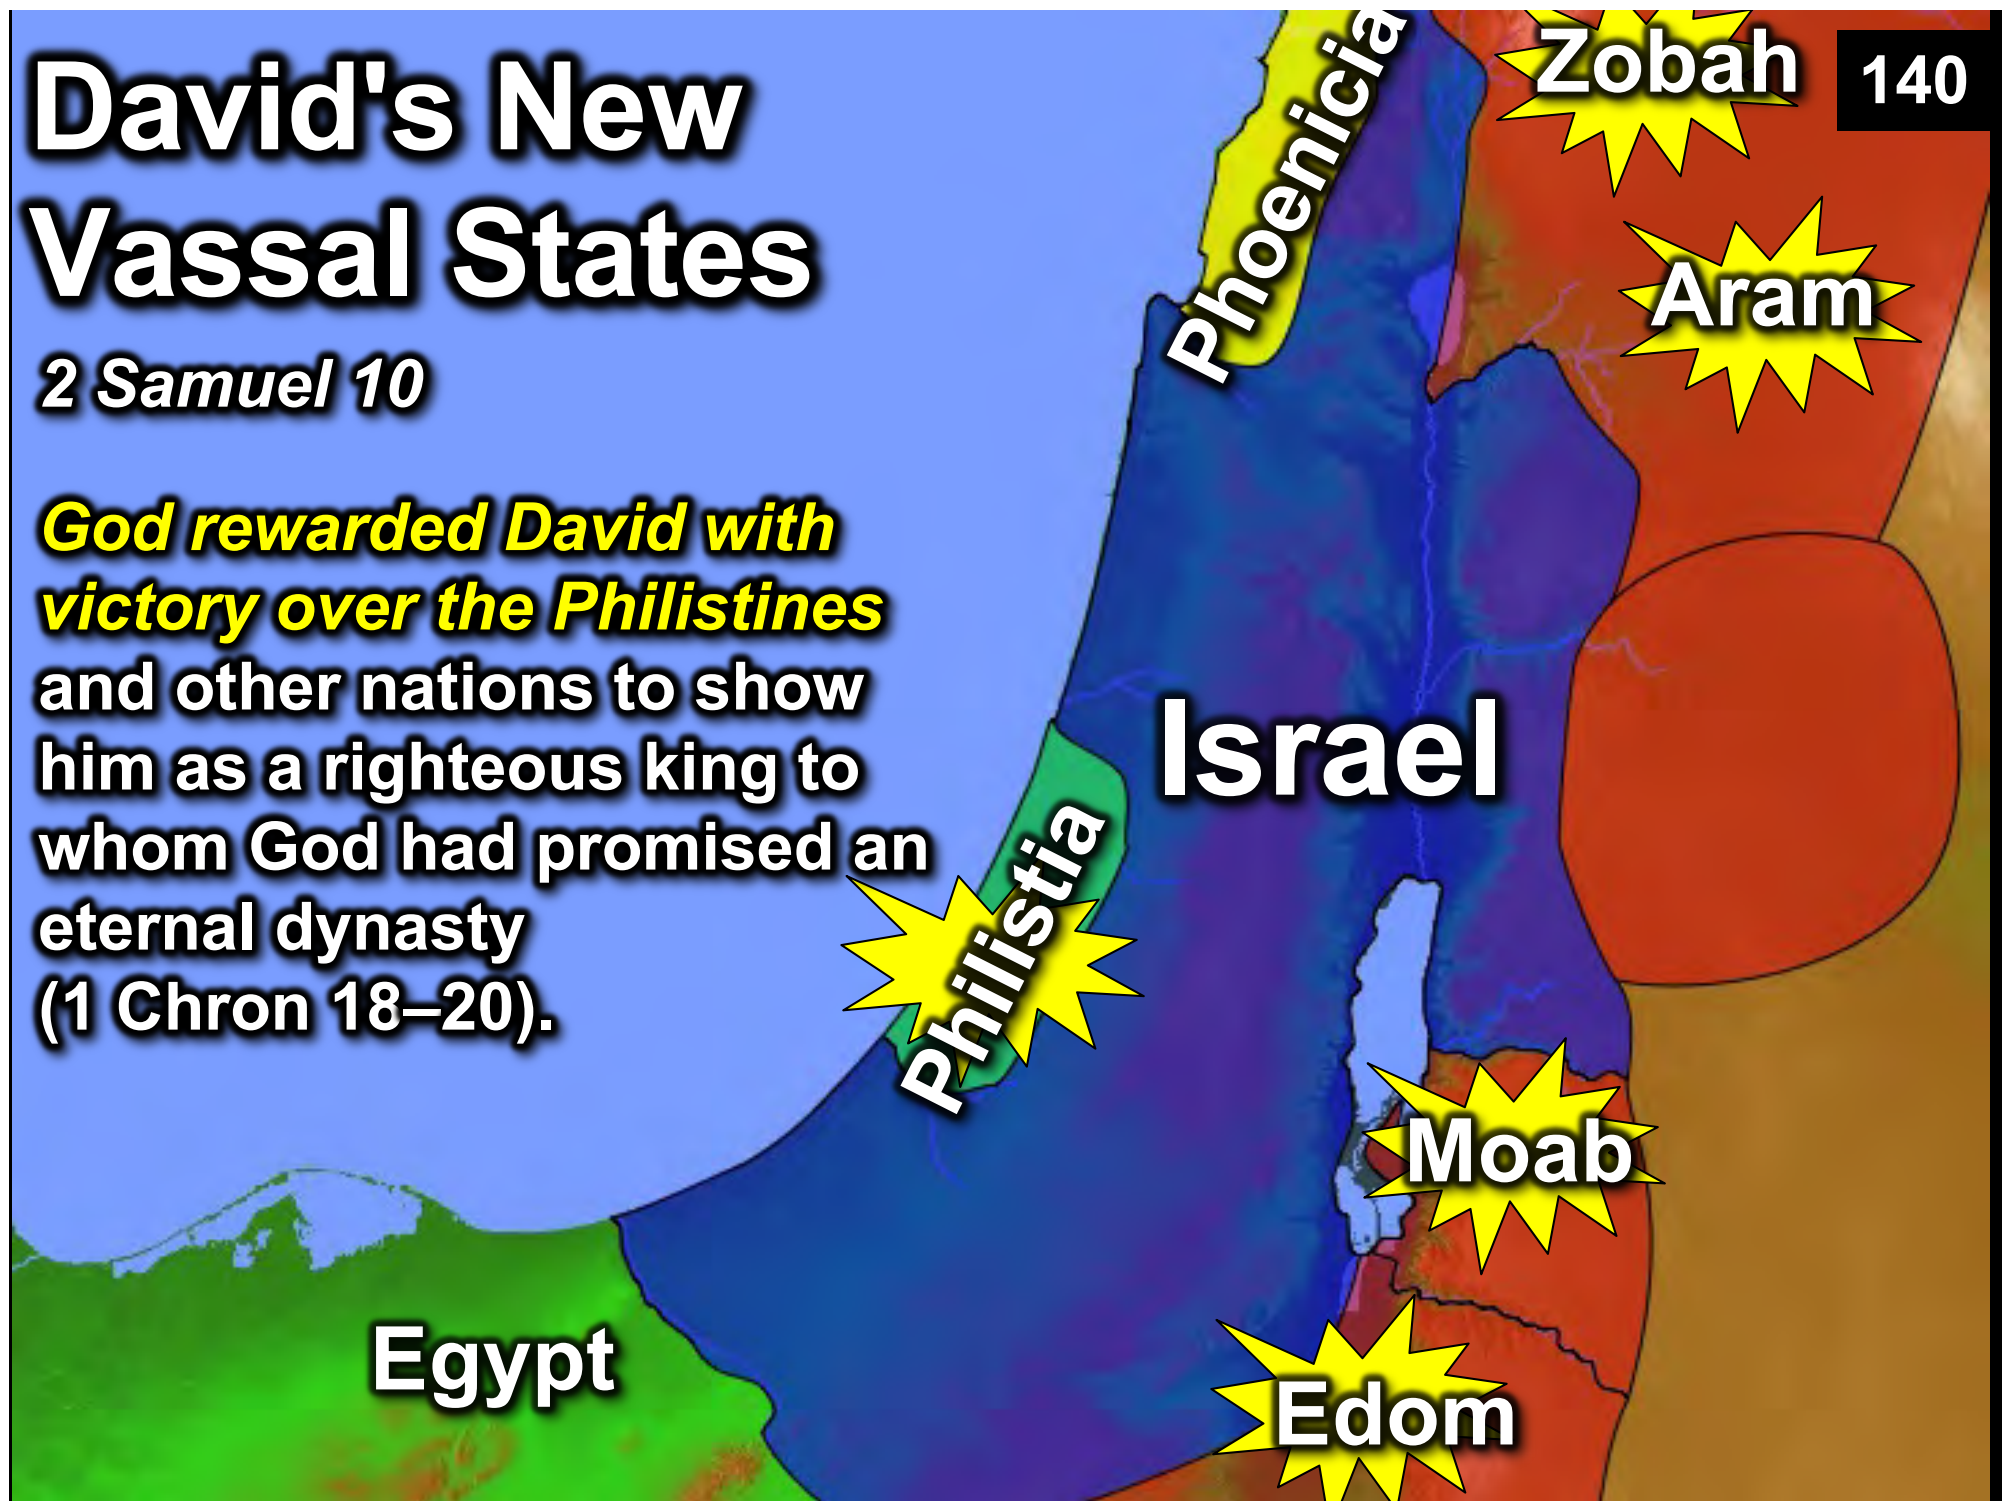 David's New
Vassal States
2 Samuel 10
God rewarded David with
victory over the Philistines
and other nations to show
him as a righteous king to
whom God had promised an
eternal dynasty
(1 Chron 18–20).
140
Zobah
Phoenicia
Aram
Israel
Philistia
Moab
Egypt
Edom